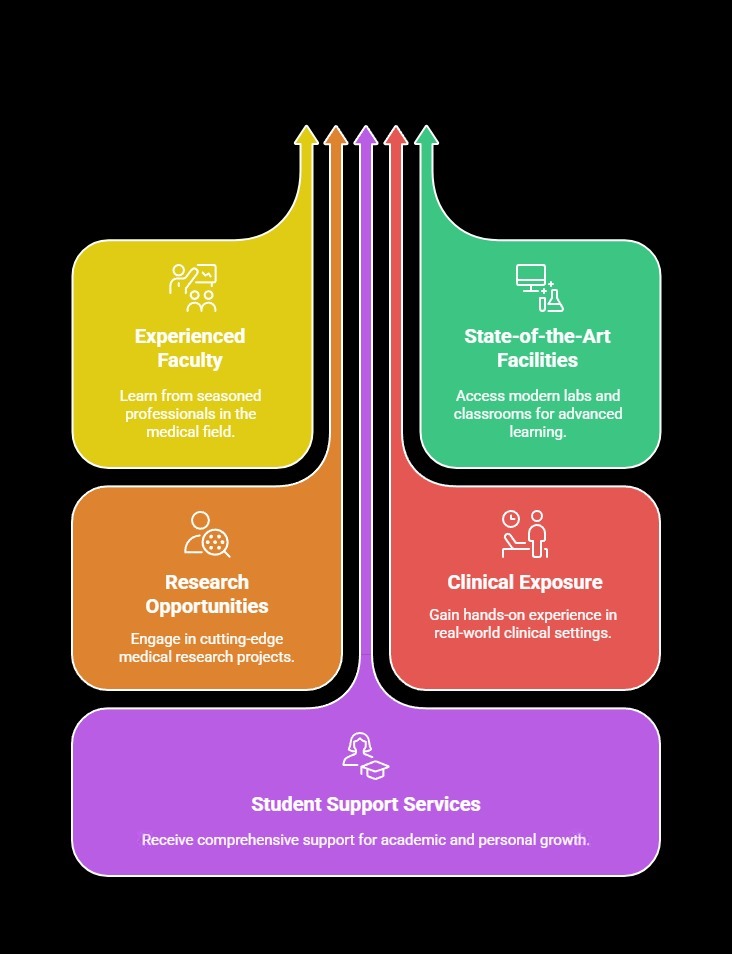 Experienced
Faculty
Learn from seasoned
professionals in the
medical field.
State-of-the-Art
Facilities
Access modern labs and
classrooms for advanced
learning.
Research
Opportunities
Engage in cutting-edge
medical research projects.
Clinical Exposure
Gain hands-on experience in
real-world clinical settings.
Student Support Services
Receive comprehensive support for academic and personal growth.